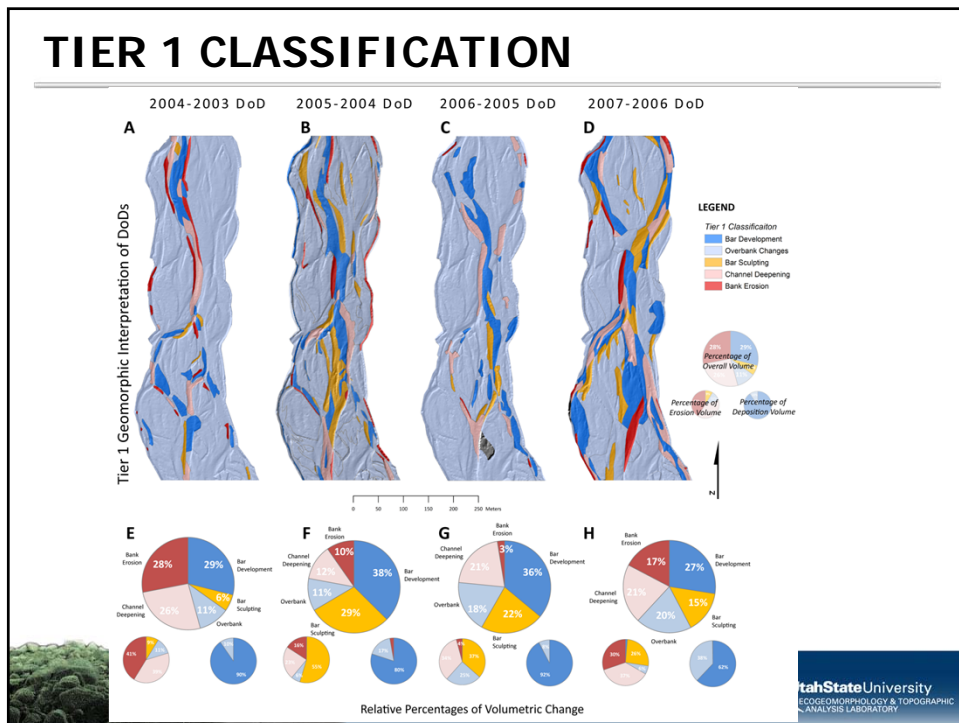 TIER 1 CLASSIFICATION
2004-2003 DoD
2005-2004 DoD
2006-2005 DoD
2007-2006 DoD
A
B
C
D
Tier 1 Geomorphic Interpretation of DoDs
LEGEND
Tier 1 Classificaiton
Bar Development
Overbank Changes
Bar Sculpting
Channel Deepening
Bank Erosion
28%
29%
Percentage of
Overall Volume
Percentage of
Erosion Volume
Percentage of
Deposition Volume
N
0 50 100 150 200 250 Meters
E
Bank
Erosion
28%
29%
Bar
Development
6%
Bar
Sculpting
11%
Overbank
26%
Channel
Deepening
41%
90%
F
Bank
Erosion
10%
38%
Bar
Development
29%
Bar
Sculpting
11%
Overbank
12%
Channel
Deepening
16%
55%
17%
80%
G
Bank
Erosion
3%
36%
Bar
Development
22%
Bar
Sculpting
18%
Overbank
21%
Channel
Deepening
4%
92%
H
Bank
Erosion
17%
27%
Bar
Development
15%
Bar
Sculpting
20%
Overbank
21%
Channel
Deepening
30%
26%
38%
62%
Relative Percentages of Volumetric Change
UtahStateUniversity
ECOGEOMORPHOLOGY & TOPOGRAPHIC
ANALYSIS LABORATORY